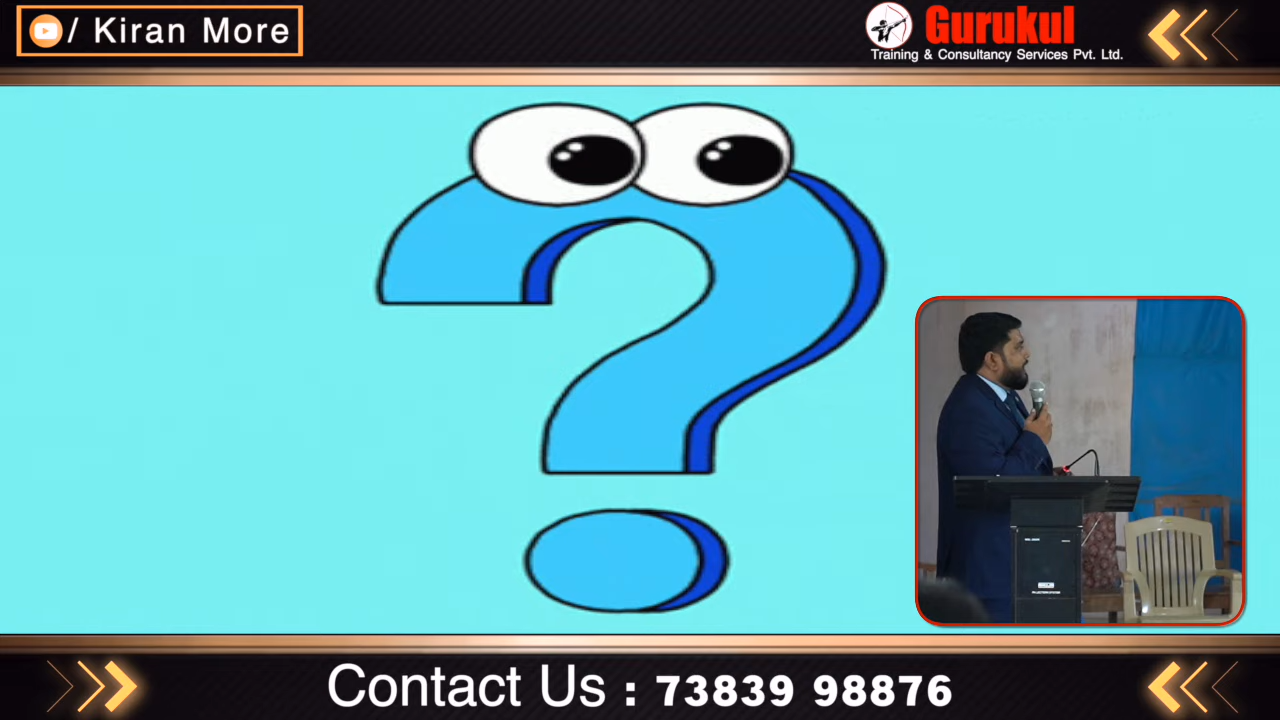 / Kiran More
Gurukul
Training & Consultancy Services Pvt. Ltd.
Contact Us : 73839 98876